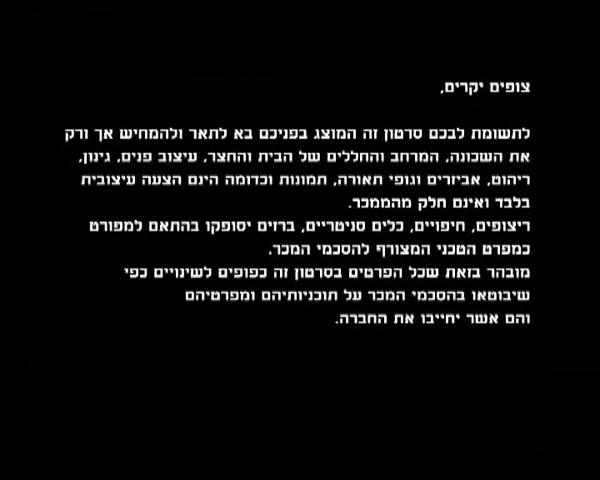 צופים יקרים,
לתשומת לבכם סרטון זה המוצג בפניכם בא לתאר ולהמחיש אך ורק
את השכונה, המרחב והחללים של הבית והחצר, עיצוב פנים, גינון,
ריהוט, אביזרים וגופי תאורה, תמונות וכדומה הינם הצעה עיצובית
בלבד ואינם חלק מהממכר.
ריצופים, חיפויים, כלים סניטריים, ברזים יסופקו בהתאם למפורט
כמפרט הטכני המצורף להסכמי המכר.
מובהר בזאת שכל הפרטים בסרטון זה כפופים לשינויים כפי
שיבוטאו בהסכמי המכר על תוכניותיהם ומפרטיהם
והם אשר יחייבו את החברה.